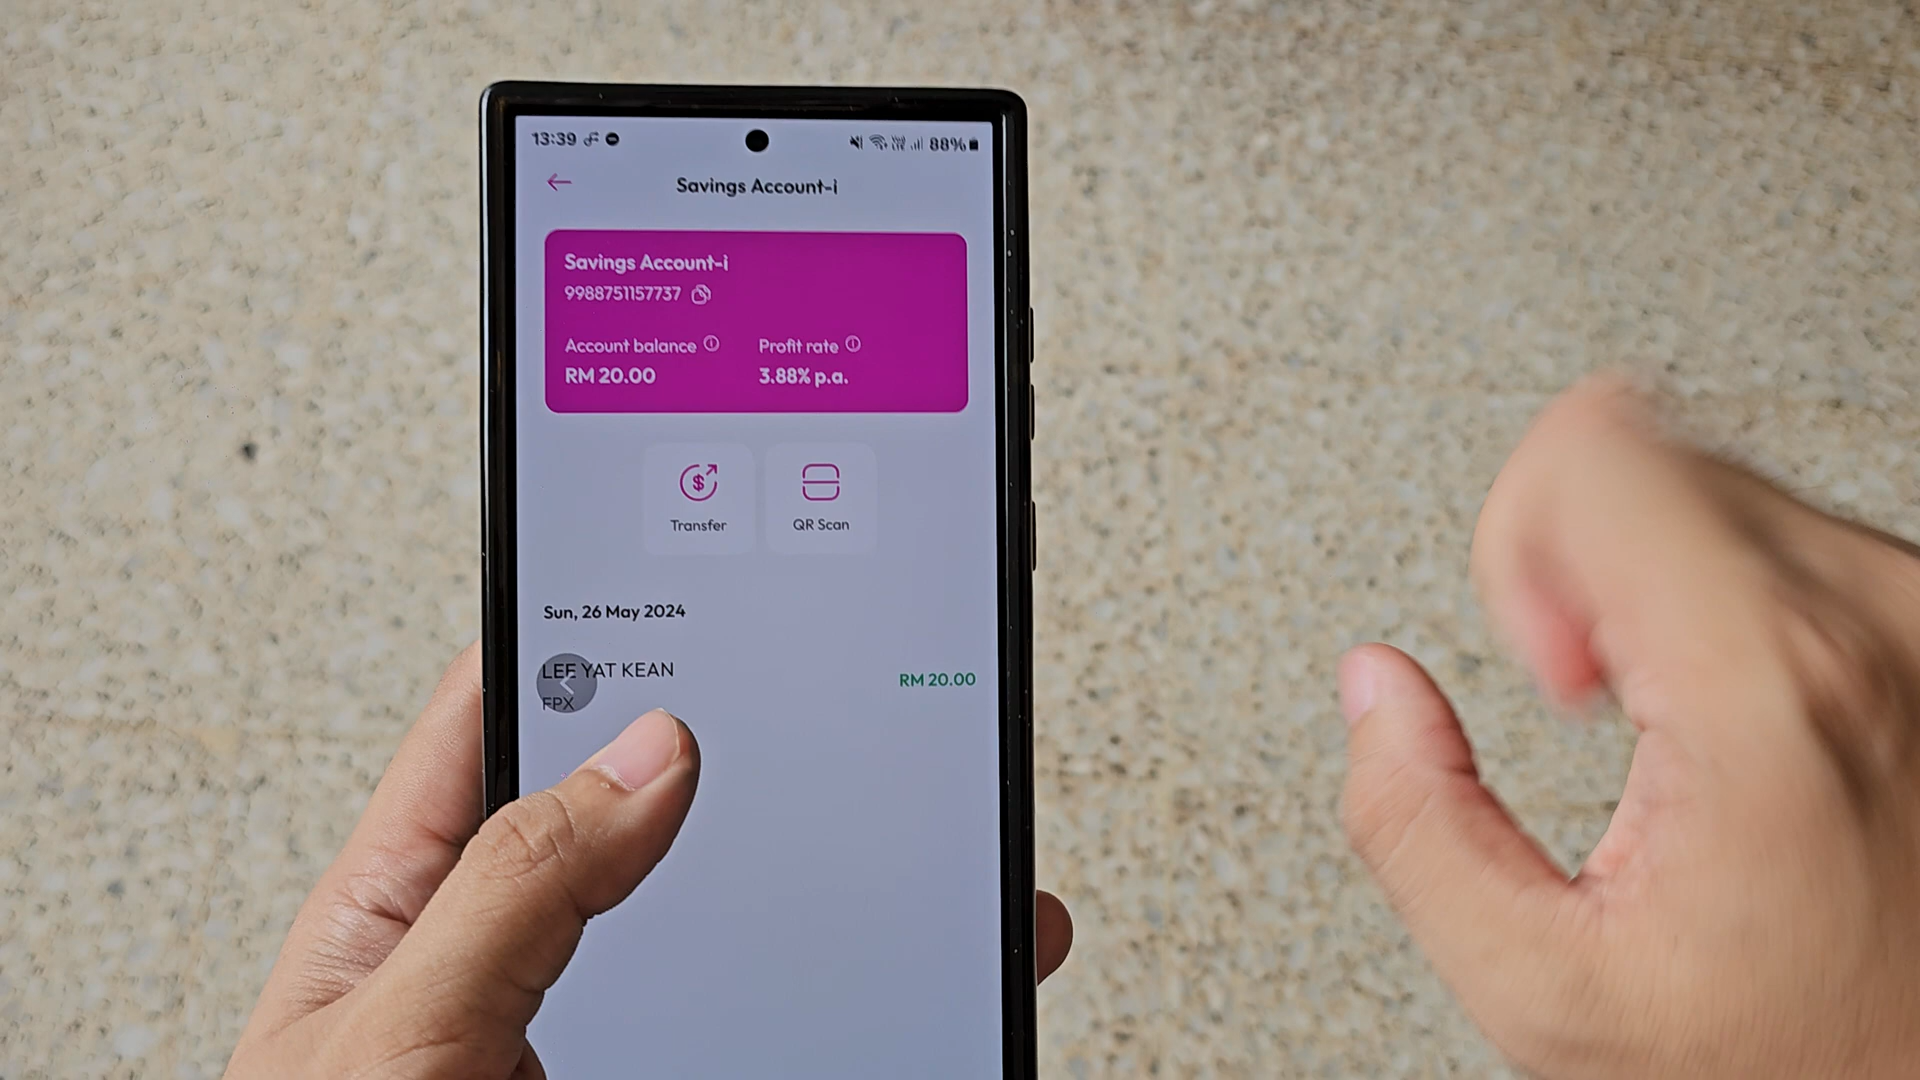 13:39
88%
Savings Account-i
Savings Account-i
9988751157737
Account balance
Profit rate
RM 20.00
3.88% p.a.
$
Transfer
QR Scan
Sun, 26 May 2024
LEE YAT KEAN
RM 20.00
FPX